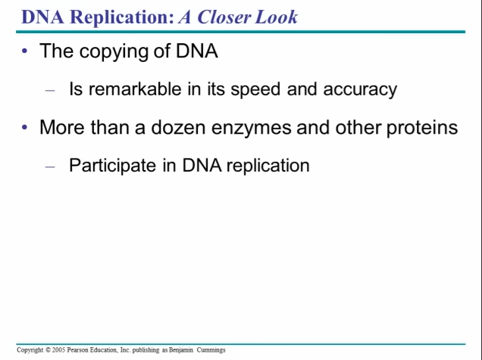 DNA Replication: A Closer Look
• The copying of DNA
– Is remarkable in its speed and accuracy
• More than a dozen enzymes and other proteins
– Participate in DNA replication
Copyright © 2005 Pearson Education, Inc. publishing as Benjamin Cummings